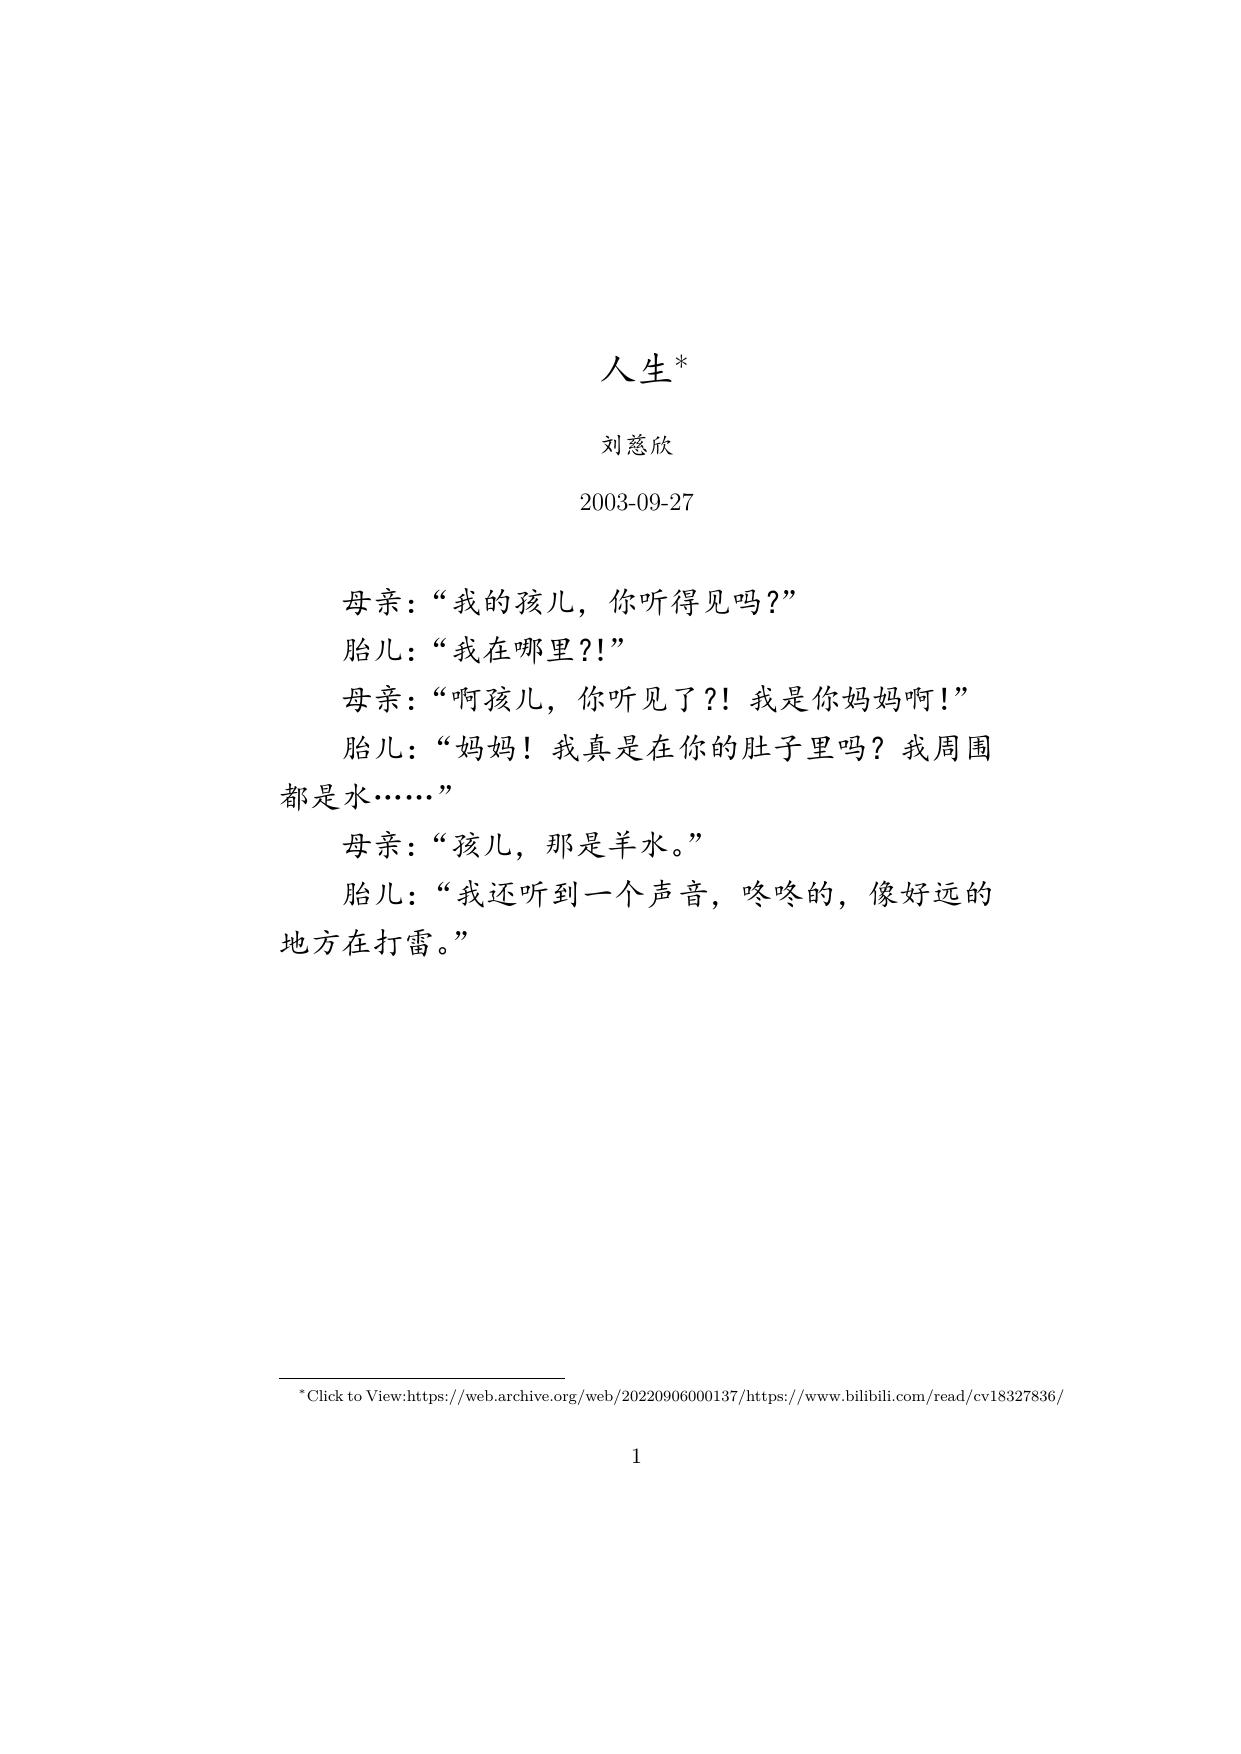 人生*
刘慈欣
2003-09-27
母亲：“我的孩儿，你听得见吗？”
胎儿：“我在哪里？！”
母亲：“啊孩儿，你听见了？！我是你妈妈啊！”
胎儿：“妈妈！我真是在你的肚子里吗？我周围
都是水……”
母亲：“孩儿，那是羊水。”
胎儿：“我还听到一个声音，咚咚的，像好远的
地方在打雷。”
*Click to View:https://web.archive.org/web/20220906000137/https://www.bilibili.com/read/cv18327836/
1